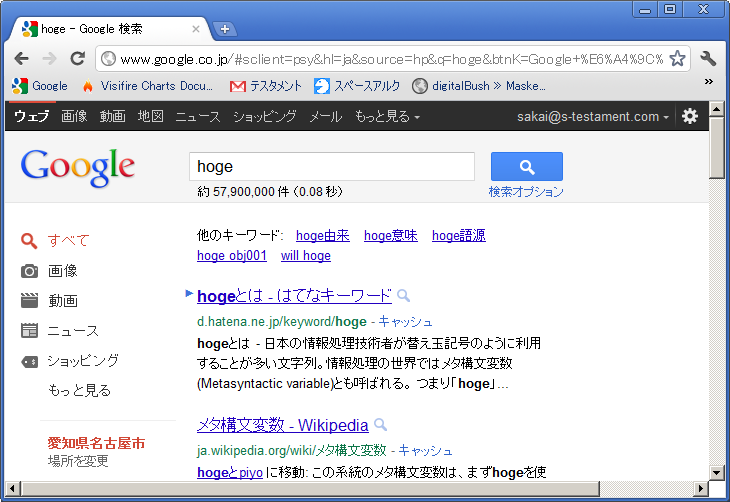 hoge - Google 検索
www.google.co.jp/#sclient=psy&hl=ja&source=hp&q=hoge&btnK=Google+%E6%A4%9C%
Google
Visifire Charts Docu...
テスタメント
スペースアルク
digitalBush » Maske...
»
ウェブ 画像 動画 地図 ニュース ショッピング メール もっと見る
sakai@s-testament.com
Google
hoge
約 57,900,000 件 (0.08 秒)
検索オプション
すべて
画像
動画
ニュース
ショッピング
もっと見る
愛知県名古屋市
場所を変更
他のキーワード: hoge由来 hoge意味 hoge語源
hoge obj001 will hoge
hogeとは - はてなキーワード
d.hatena.ne.jp/keyword/hoge - キャッシュ
hogeとは - 日本の情報処理技術者が替え玉記号のように利用
することが多い文字列。情報処理の世界ではメタ構文変数
(Metasyntactic variable)とも呼ばれる。 つまり「hoge」...
メタ構文変数 - Wikipedia
ja.wikipedia.org/wiki/メタ構文変数 - キャッシュ
hogeとpiyo に移動: この系統のメタ構文変数は、まずhogeを使